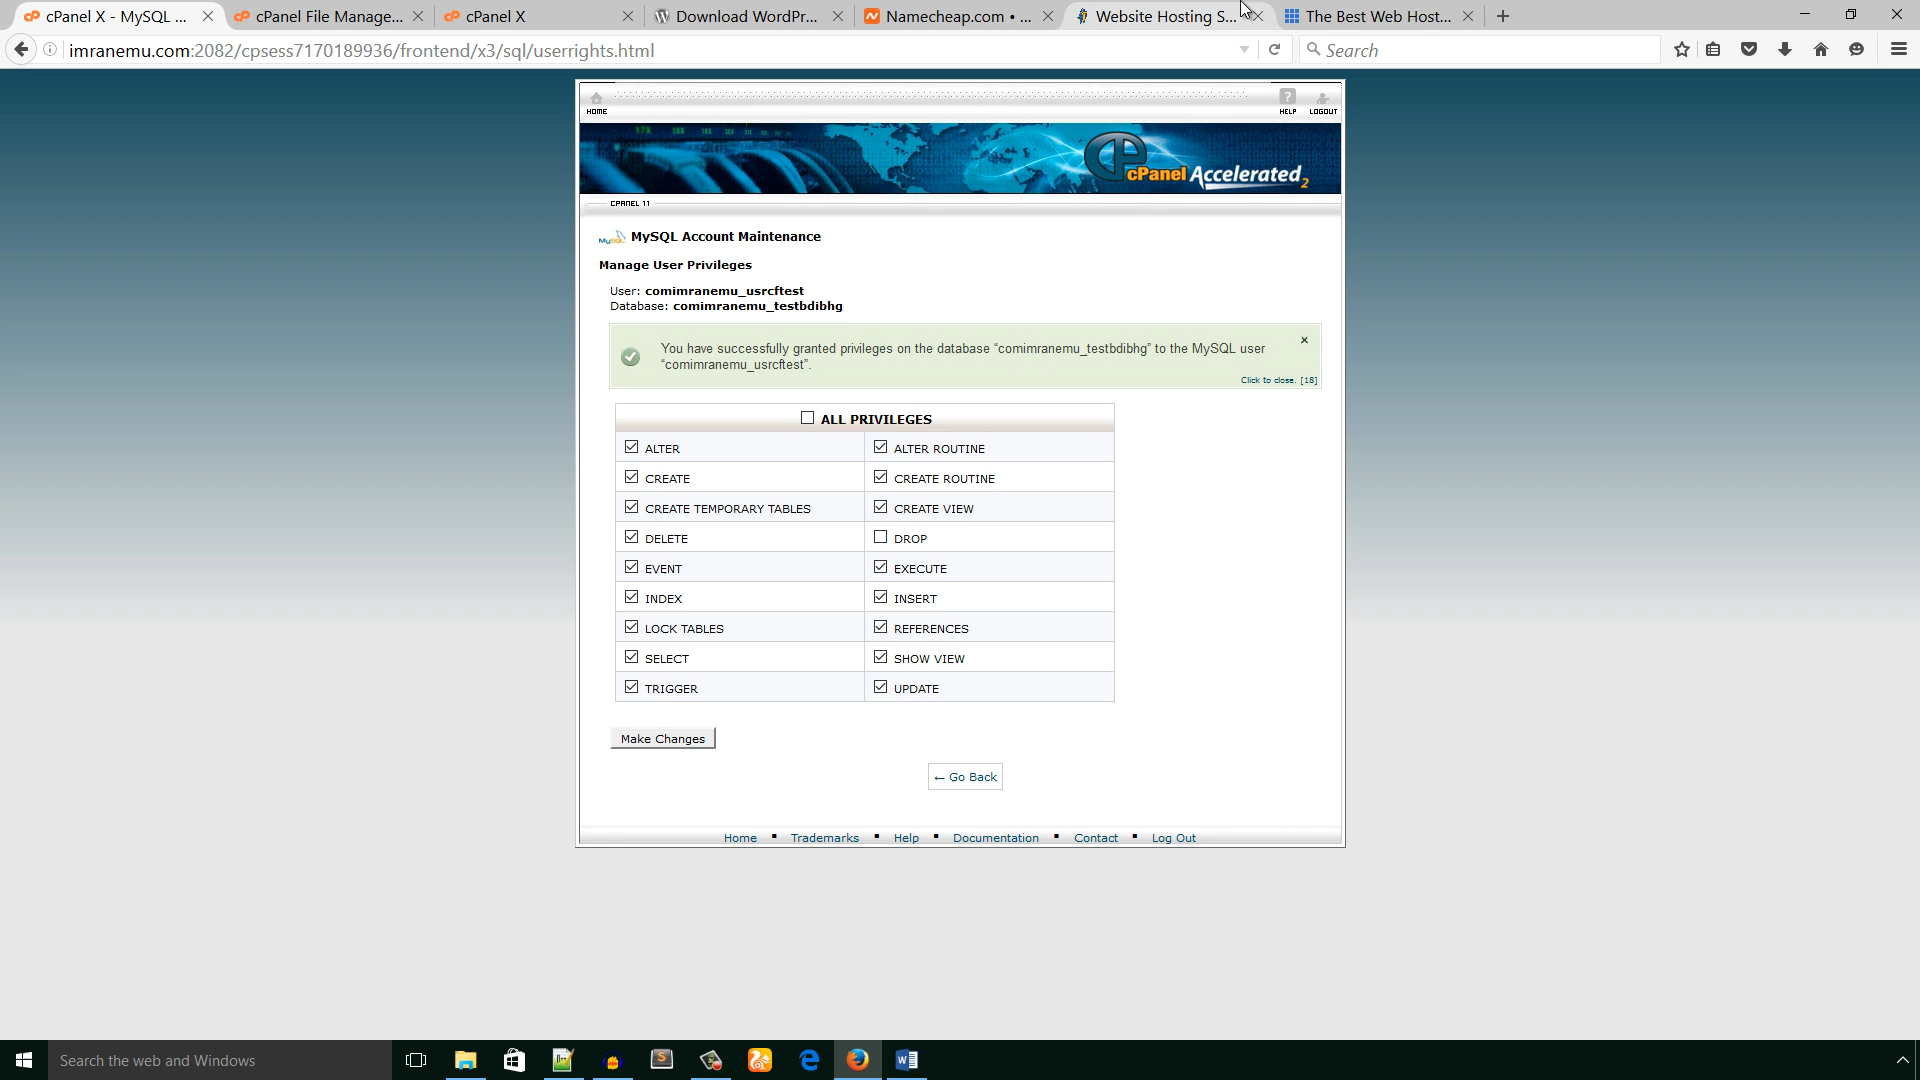 cPanel X - MySQL ...
cPanel File Manage...
cPanel X
Download WordPr...
Namecheap.com • ...
Website Hosting S...
The Best Web Host...
imranemu.com:2082/cpsess7170189936/frontend/x3/sql/userrights.html
Search
HOME
HELP
LOGOUT
cPanel Accelerated2
CPANEL 11
MySQL
MySQL Account Maintenance
Manage User Privileges
User: comimranemu_usrcftest
Database: comimranemu_testbdibhg
You have successfully granted privileges on the database “comimranemu_testbdibhg” to the MySQL user
“comimranemu_usrcftest”.
Click to close. [18]
ALL PRIVILEGES
ALTER
ALTER ROUTINE
CREATE
CREATE ROUTINE
CREATE TEMPORARY TABLES
CREATE VIEW
DELETE
DROP
EVENT
EXECUTE
INDEX
INSERT
LOCK TABLES
REFERENCES
SELECT
SHOW VIEW
TRIGGER
UPDATE
Make Changes
← Go Back
Home ▪ Trademarks ▪ Help ▪ Documentation ▪ Contact ▪ Log Out
Search the web and Windows